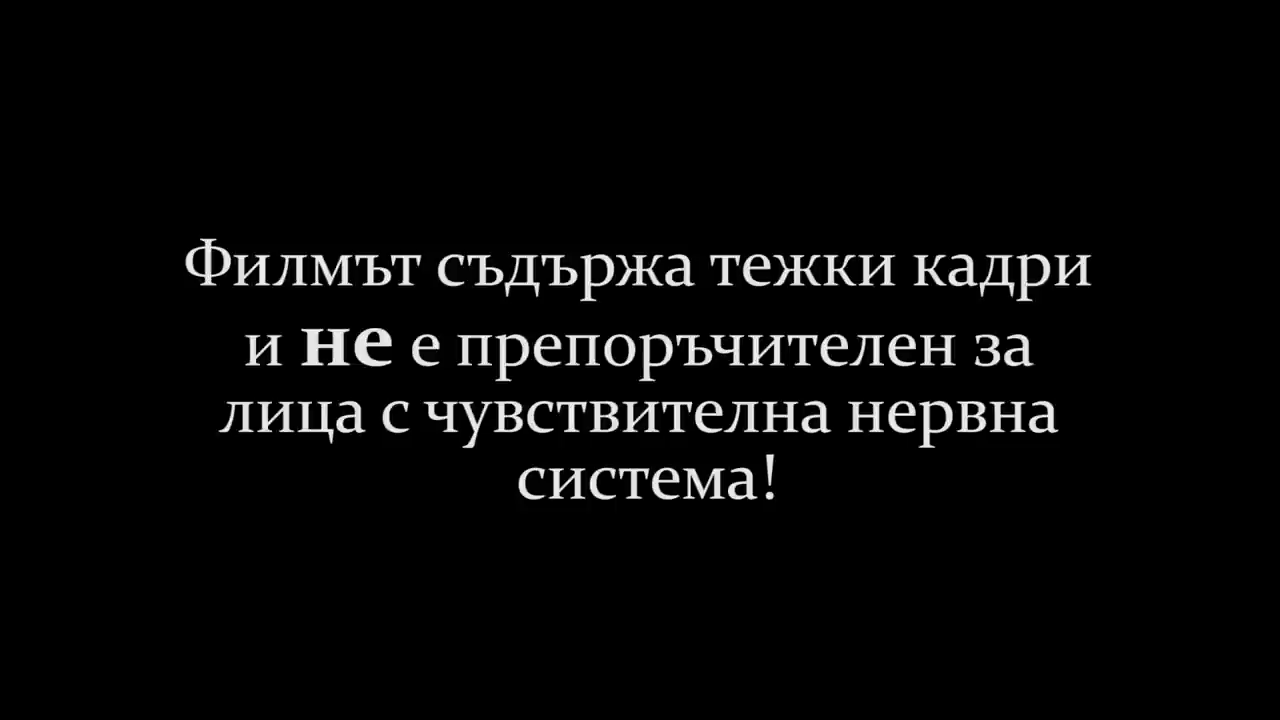 Филмът съдържа тежки кадри
и не е препоръчителен за
лица с чувствителна нервна
система!